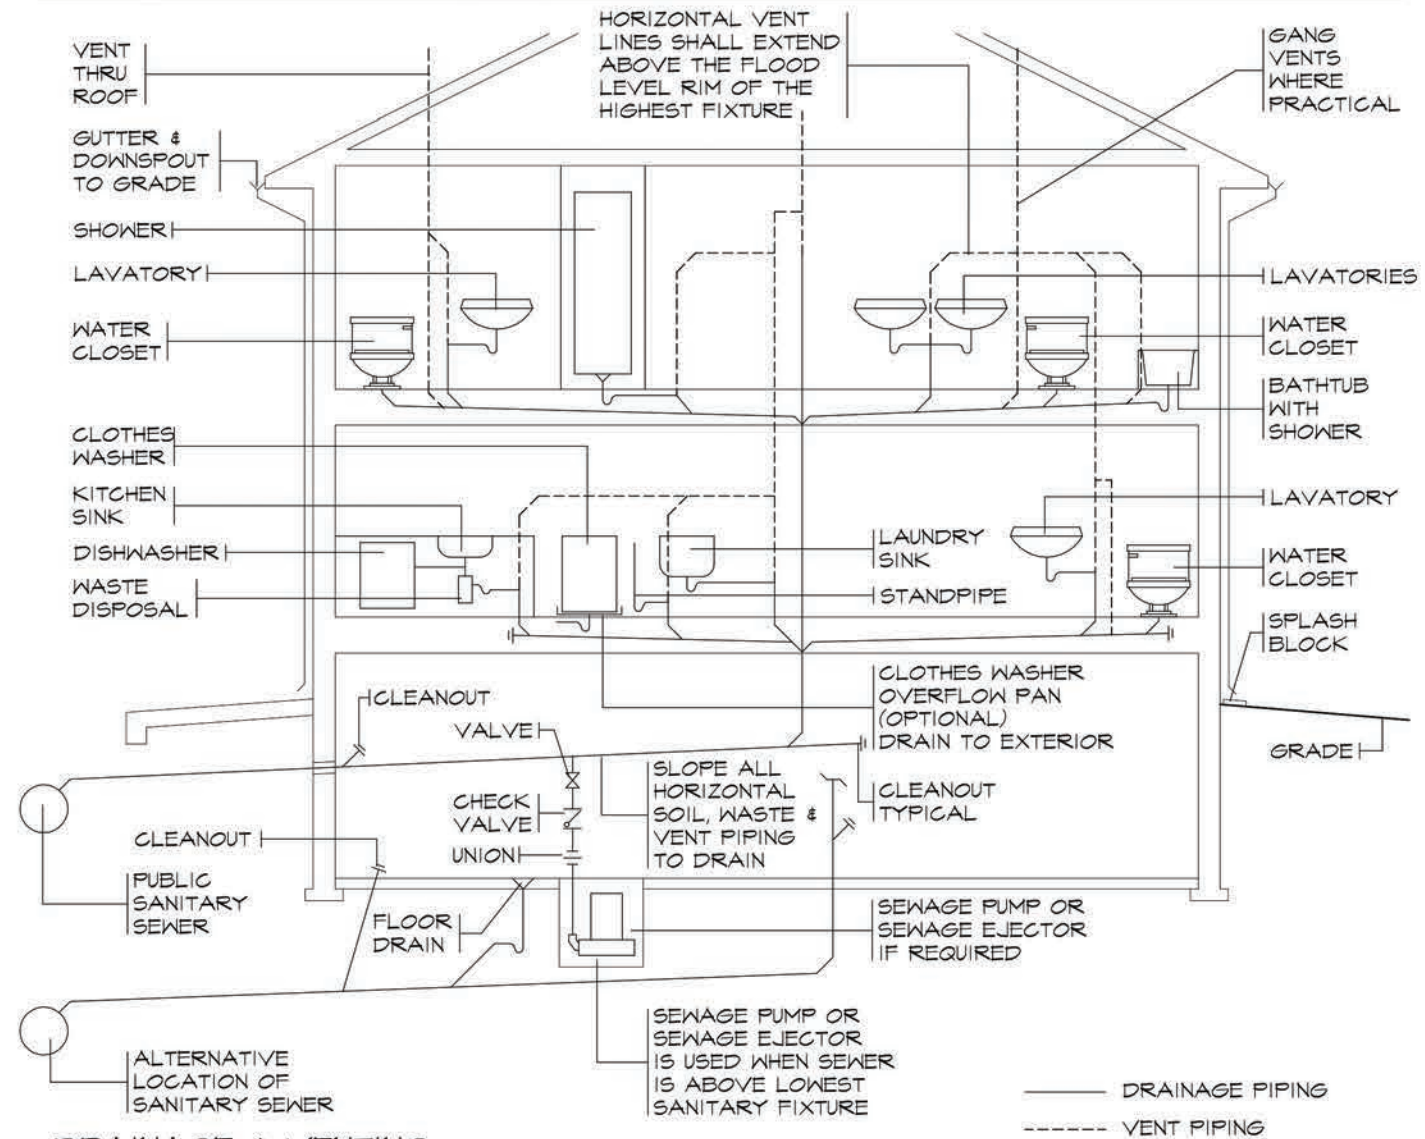 VENT
THRU
ROOF
HORIZONTAL VENT
LINES SHALL EXTEND
ABOVE THE FLOOD
LEVEL RIM OF THE
HIGHEST FIXTURE
GANG
VENTS
WHERE
PRACTICAL
GUTTER &
DOWNSPOUT
TO GRADE
SHOWER
LAVATORY
WATER
CLOSET
LAVATORIES
WATER
CLOSET
BATHTUB
WITH
SHOWER
CLOTHES
WASHER
KITCHEN
SINK
DISHWASHER
WASTE
DISPOSAL
LAUNDRY
SINK
STANDPIPE
LAVATORY
WATER
CLOSET
SPLASH
BLOCK
CLEANOUT
VALVE
CLOTHES WASHER
OVERFLOW PAN
(OPTIONAL)
DRAIN TO EXTERIOR
GRADE
CHECK
VALVE
UNION
SLOPE ALL
HORIZONTAL
SOIL, WASTE &
VENT PIPING
TO DRAIN
CLEANOUT
TYPICAL
CLEANOUT
PUBLIC
SANITARY
SEWER
FLOOR
DRAIN
SEWAGE PUMP OR
SEWAGE EJECTOR
IF REQUIRED
ALTERNATIVE
LOCATION OF
SANITARY SEWER
SEWAGE PUMP OR
SEWAGE EJECTOR
IS USED WHEN SEWER
IS ABOVE LOWEST
SANITARY FIXTURE
DRAINAGE PIPING
VENT PIPING